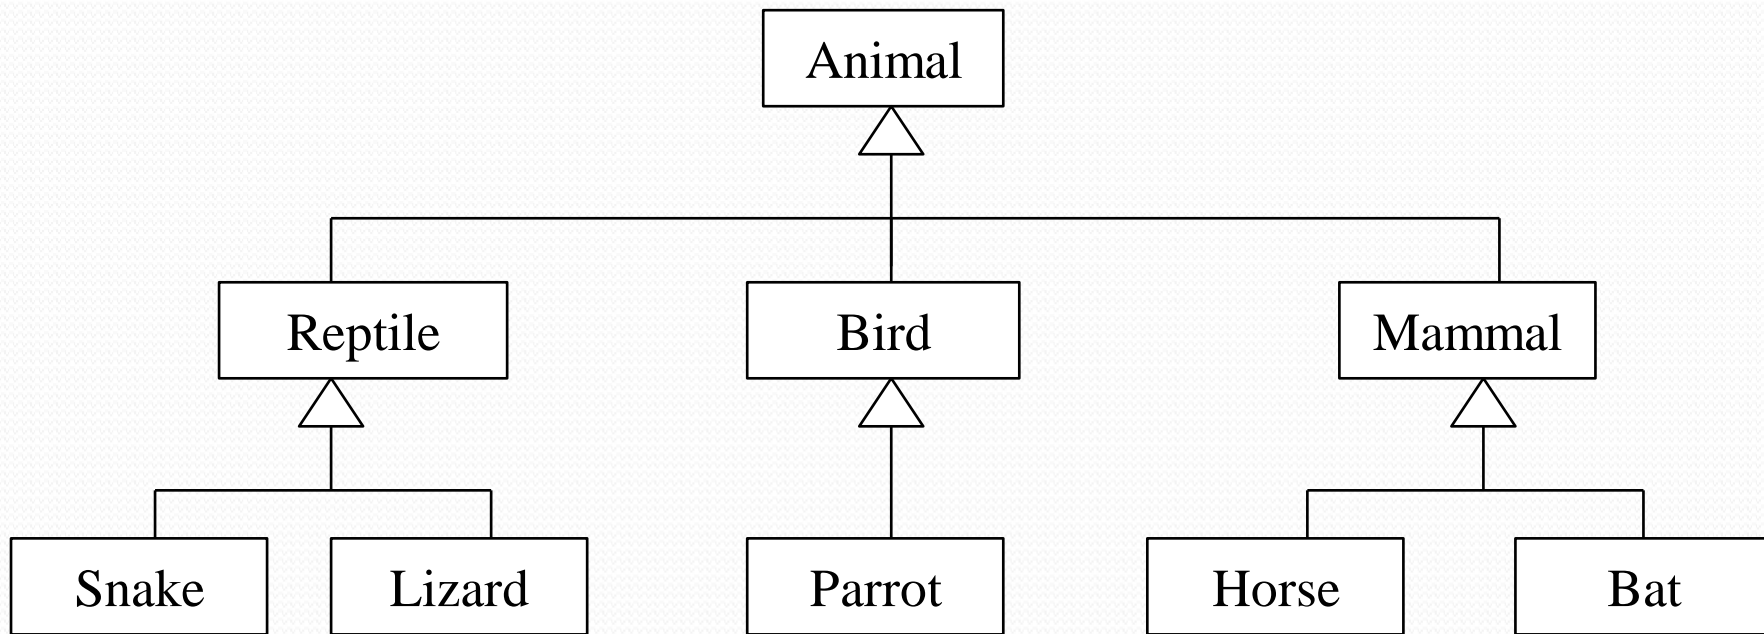 Animal
Reptile
Bird
Mammal
Snake
Lizard
Parrot
Horse
Bat